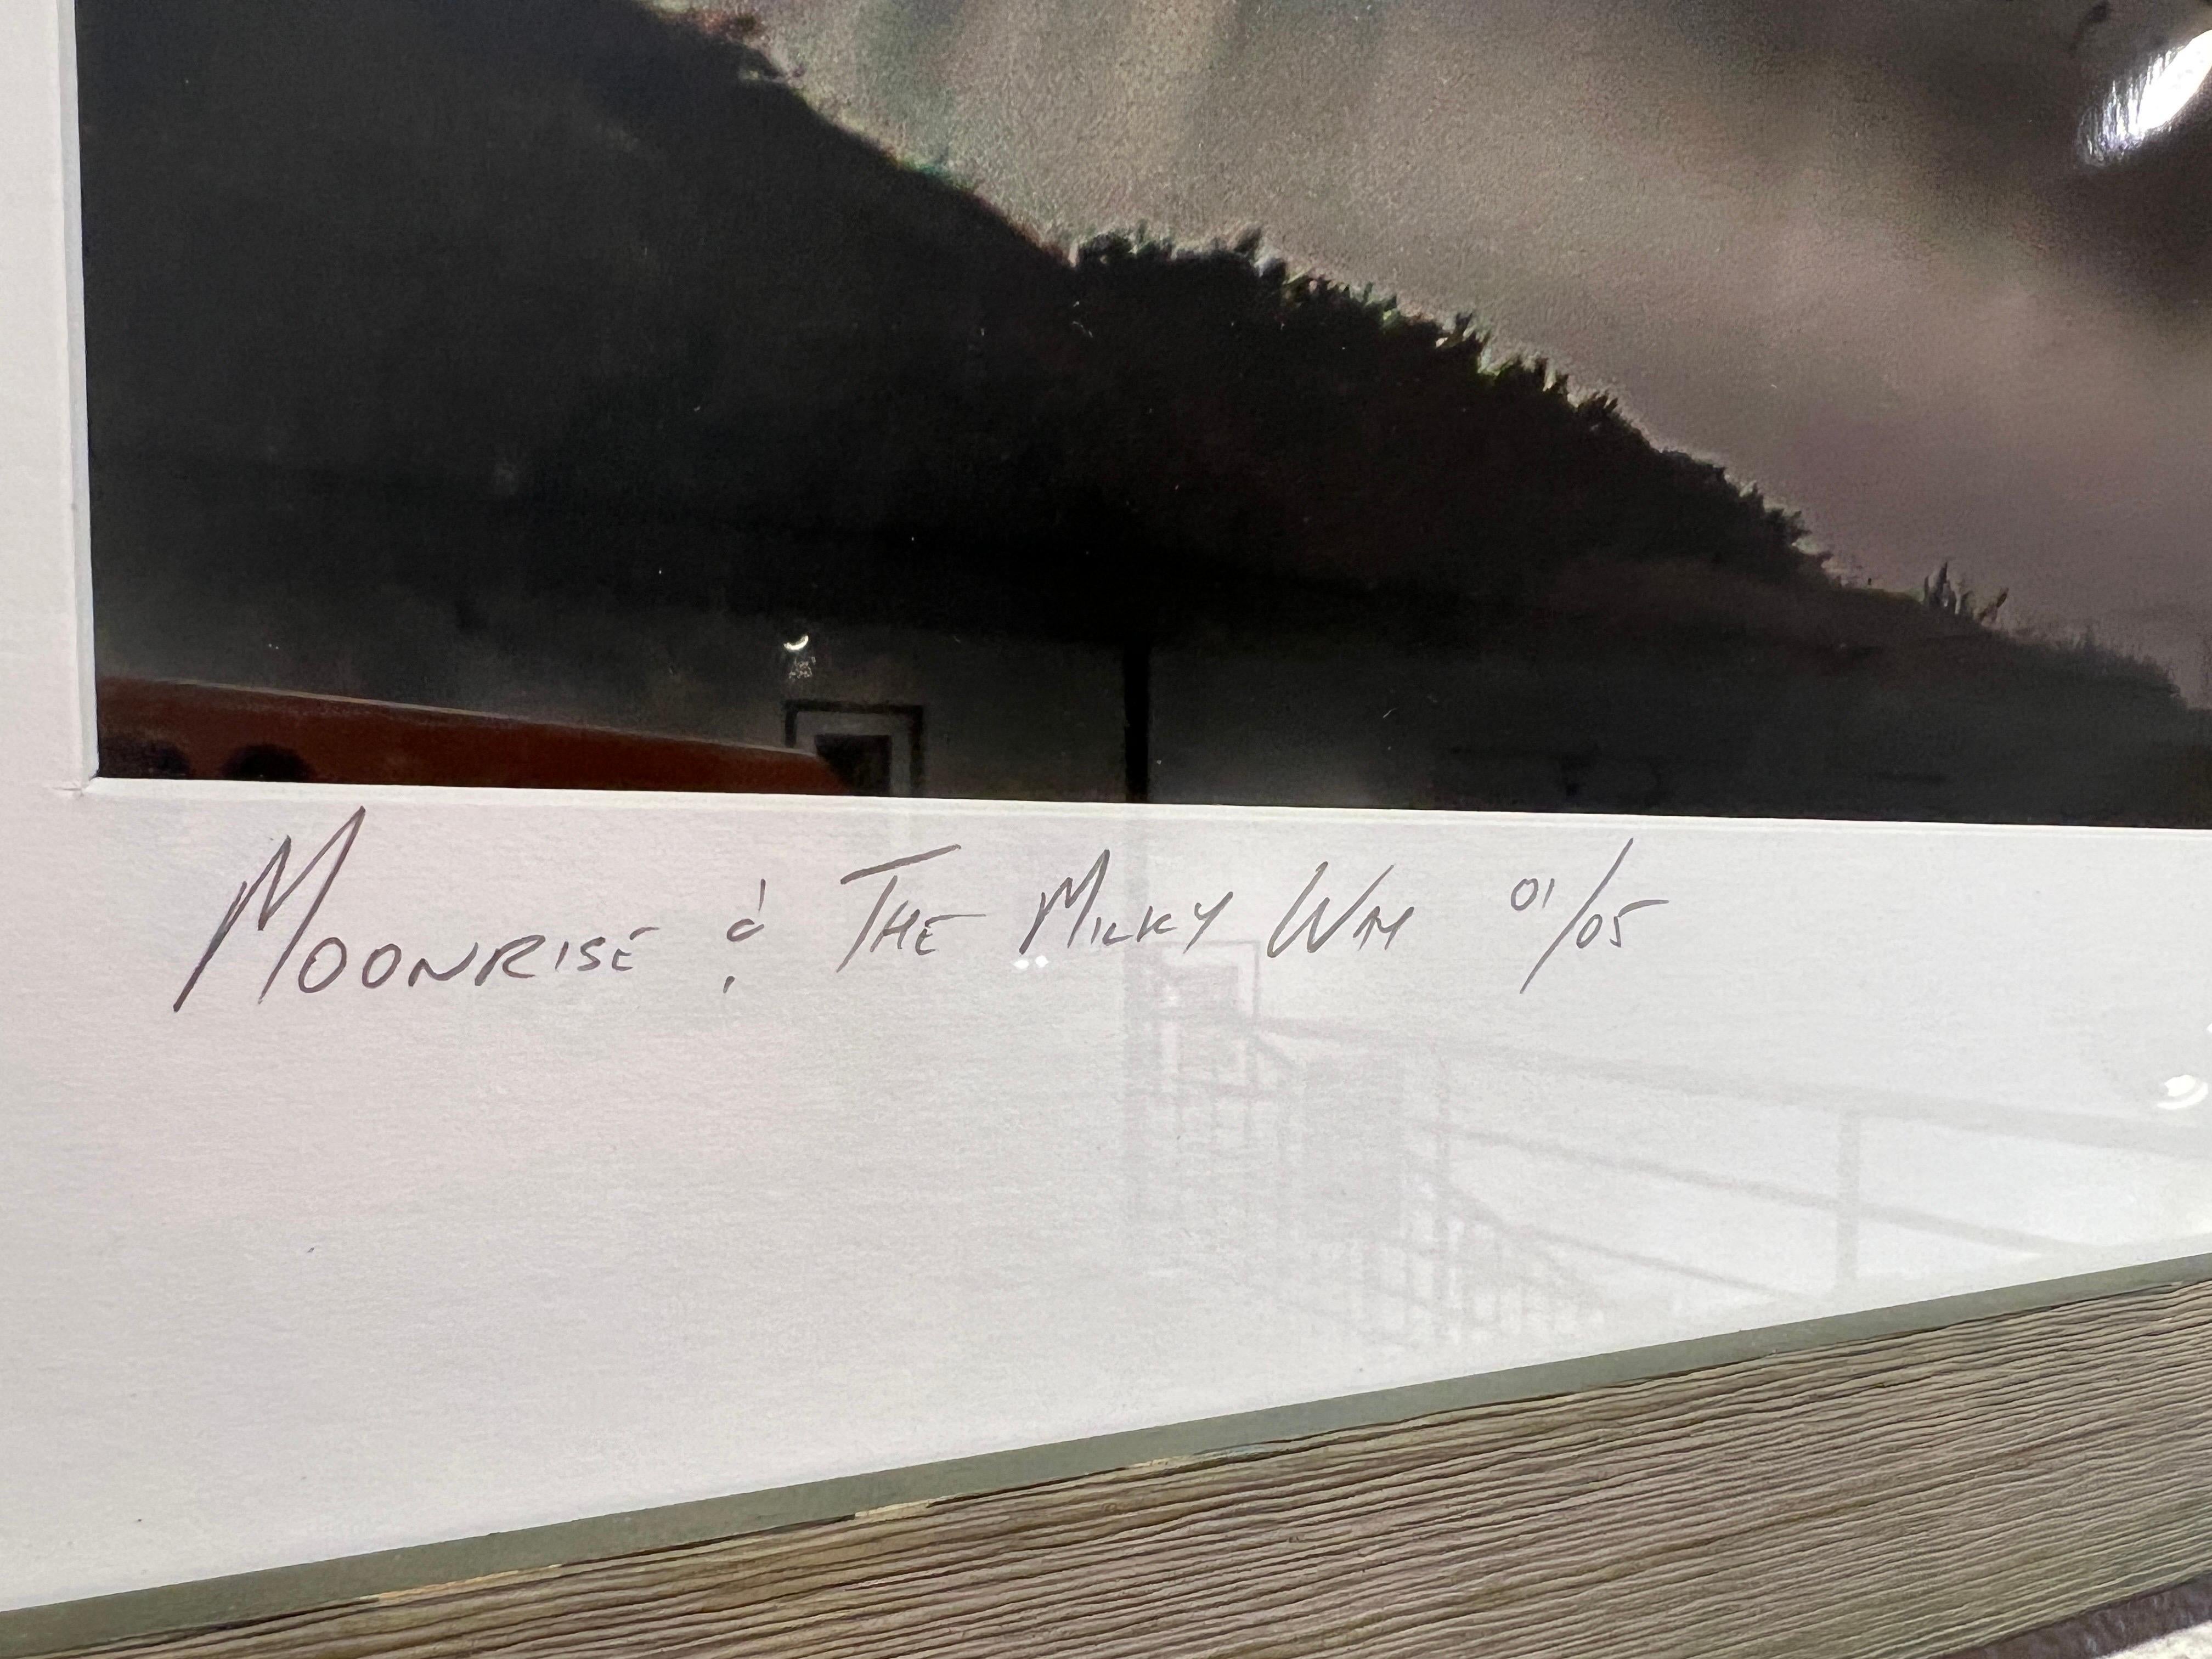 MOONRISE & THE MILKY WAY 01/05